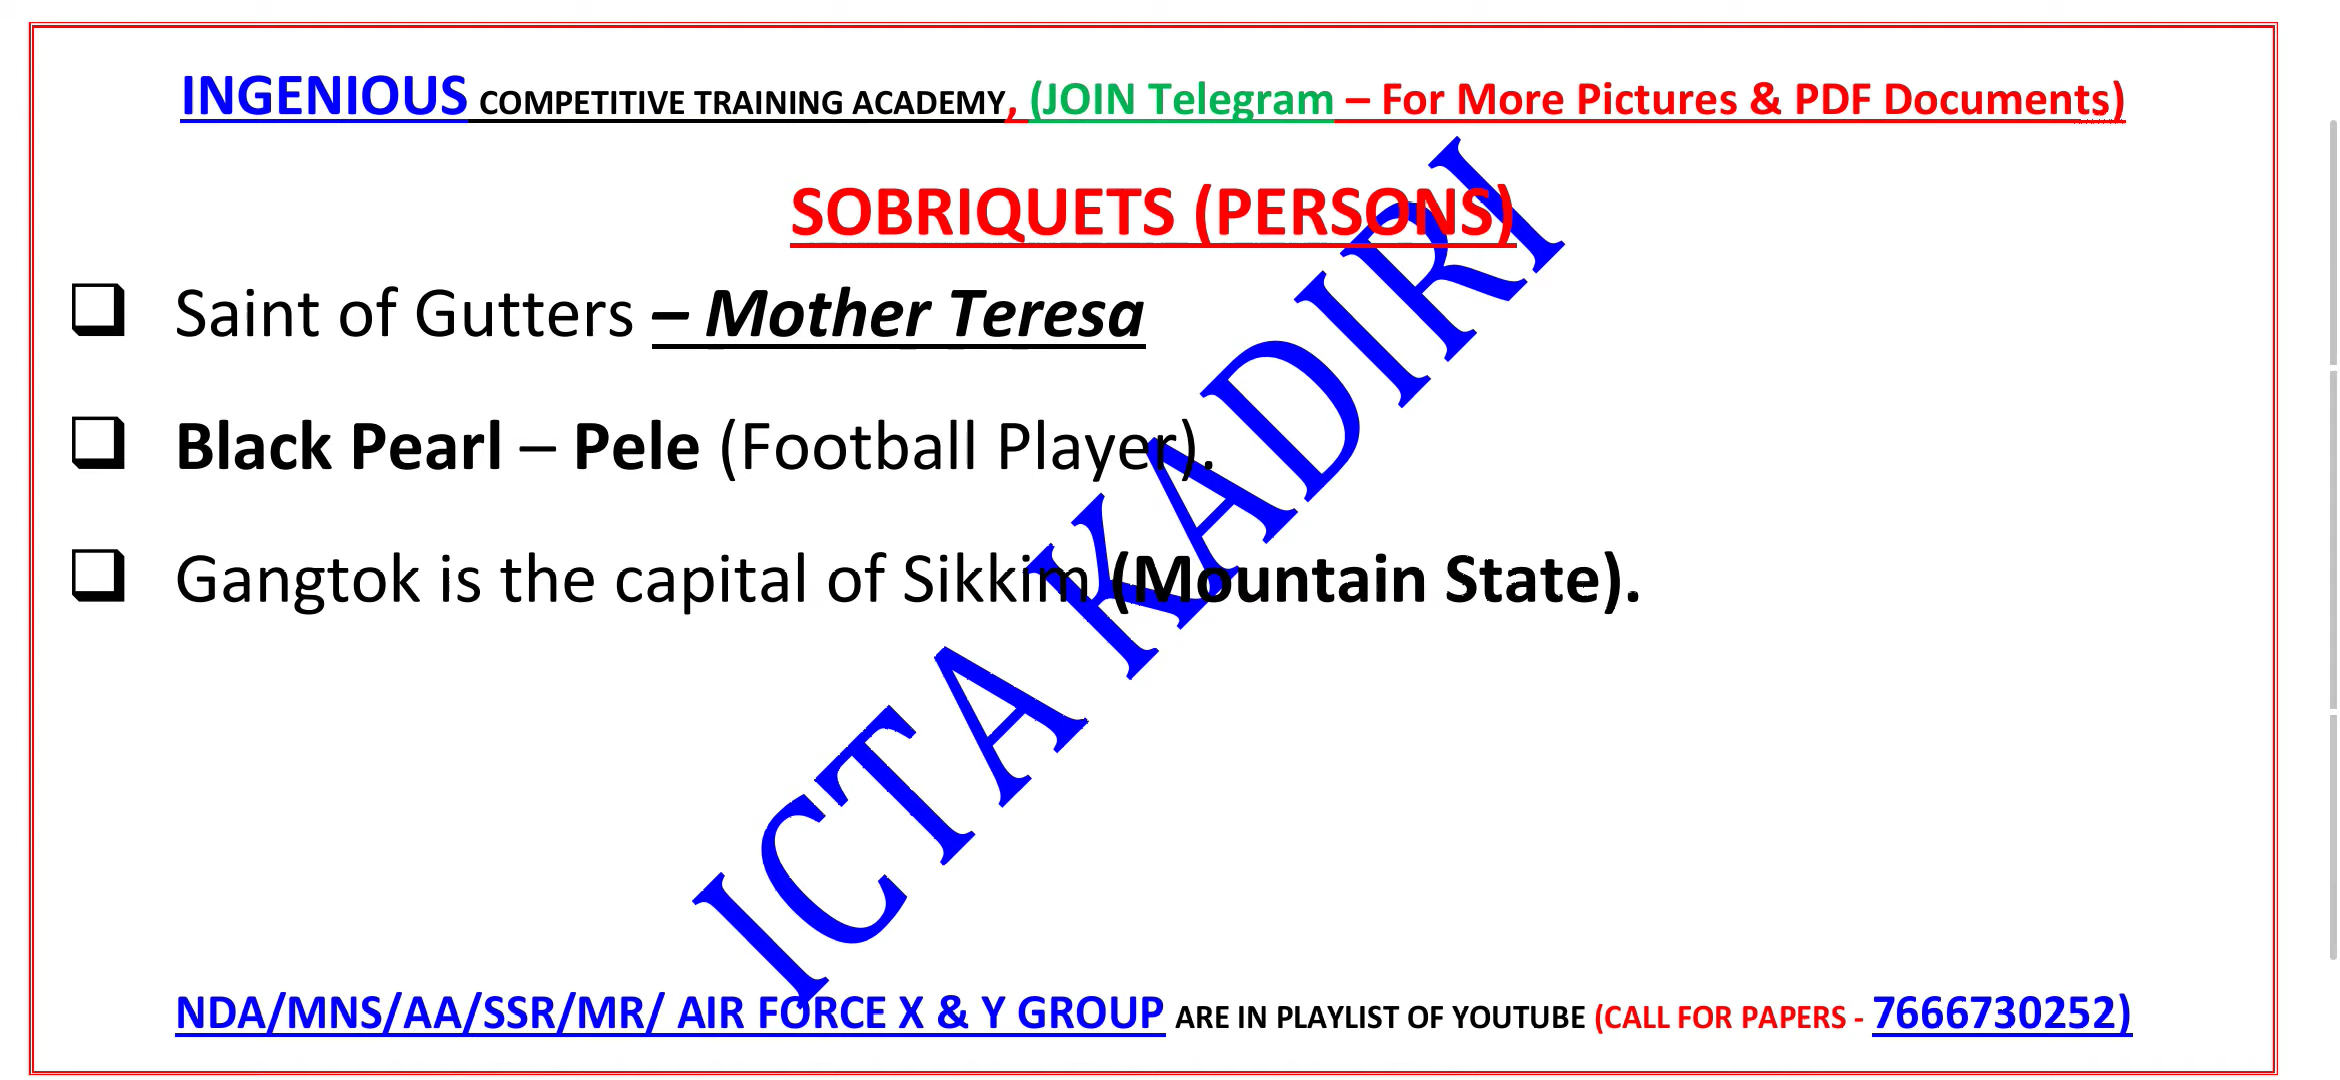 INGENIOUS COMPETITIVE TRAINING ACADEMY, (JOIN Telegram – For More Pictures & PDF Documents)
SOBRIQUETS (PERSONS)
❑ Saint of Gutters – Mother Teresa
❑ Black Pearl – Pele (Football Player).
❑ Gangtok is the capital of Sikkim (Mountain State).
ICTA KADIRI
NDA/MNS/AA/SSR/MR/ AIR FORCE X & Y GROUP ARE IN PLAYLIST OF YOUTUBE (CALL FOR PAPERS - 7666730252)